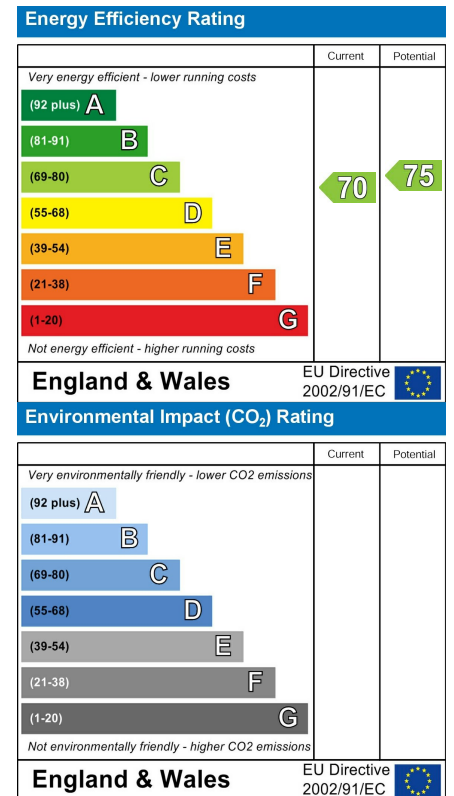 Energy Efficiency Rating
Current Potential
Very energy efficient - lower running costs
(92 plus) A
(81-91) B
(69-80) C
70 75
(55-68) D
(39-54) E
(21-38) F
(1-20) G
Not energy efficient - higher running costs
England & Wales
EU Directive
2002/91/EC
Environmental Impact (CO₂) Rating
Current Potential
Very environmentally friendly - lower CO2 emissions
(92 plus) A
(81-91) B
(69-80) C
(55-68) D
(39-54) E
(21-38) F
(1-20) G
Not environmentally friendly - higher CO2 emissions
England & Wales
EU Directive
2002/91/EC